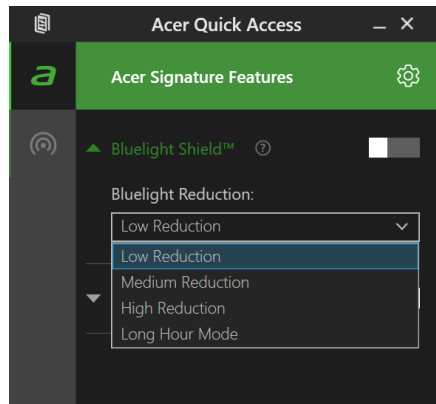 Acer Quick Access
a
Acer Signature Features
Bluelight Shield™ ?
Bluelight Reduction:
Low Reduction
Low Reduction
Medium Reduction
High Reduction
Long Hour Mode